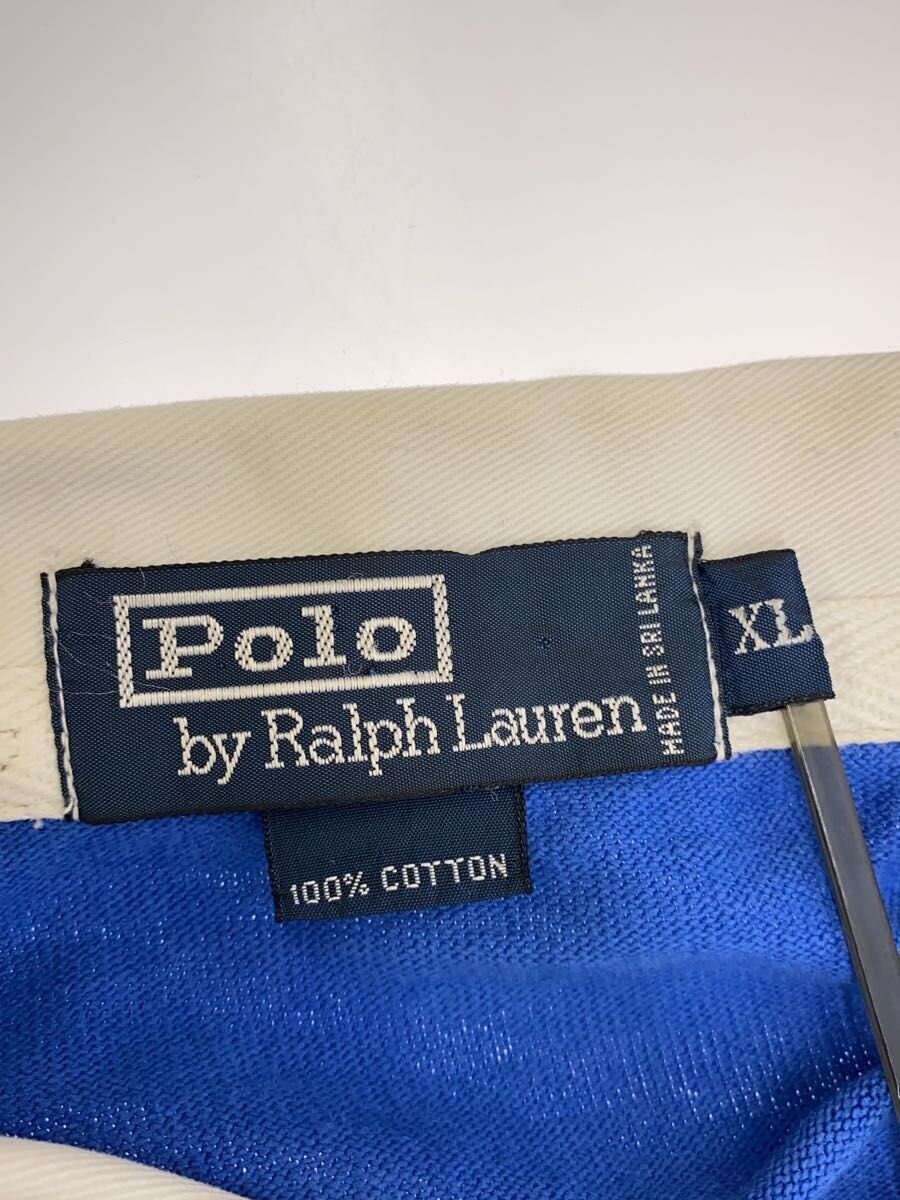 Polo
by Ralph Lauren
MADE IN SRI LANKA
XL
100% COTTON